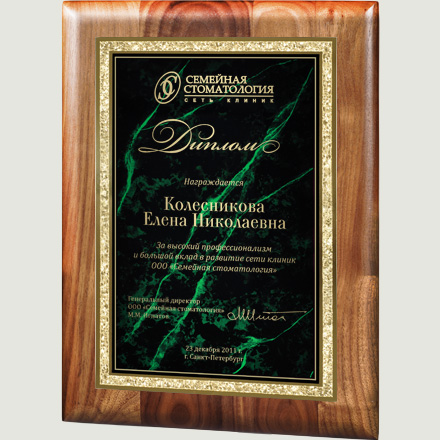 СЕМЕЙНАЯ
СТОМАТОЛОГИЯ
СЕТЬ КЛИНИК
Диплом
Награждается
Колесникова
Елена Николаевна
За высокий профессионализм
и большой вклад в развитие сети клиник
ООО «Семейная стоматология»
Генеральный директор
ООО «Семейная стоматология»
М.М.
23 декабря 2011 г.
г. Санкт-Петербург